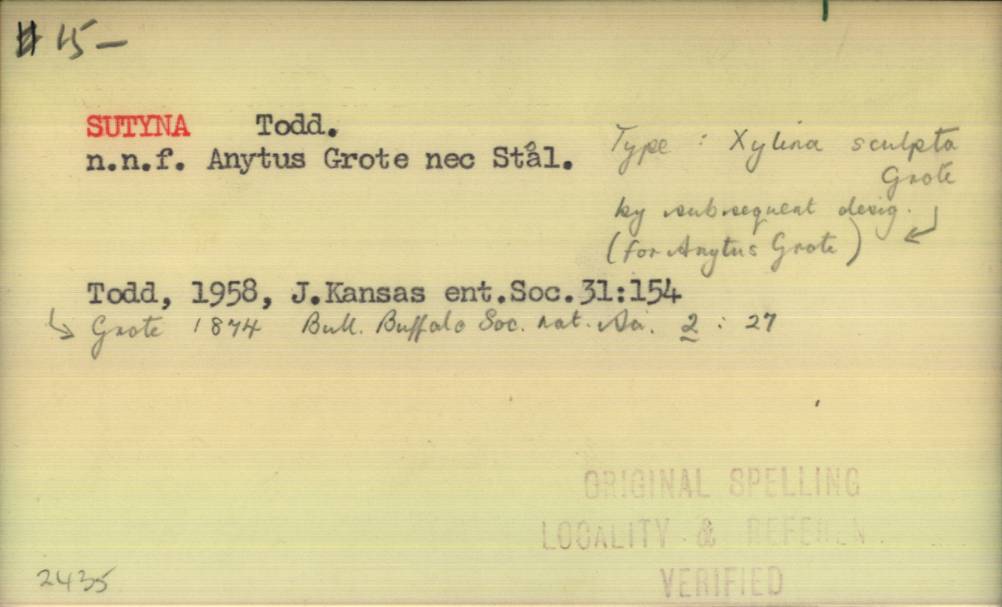 # 15 —
SUTYNA Todd.
n.n.f. Anytus Grote nec Stål.
Type : Xylina sculpta
Grote
by subsequent desig.
(for Anytus Grote)
Todd, 1958, J.Kansas ent.Soc.31:154
Grote 1874 Bull. Buffalo Soc. nat. Sci. 2 : 27
ORIGINAL SPELLING
LOCALITY &
VERIFIED
2435